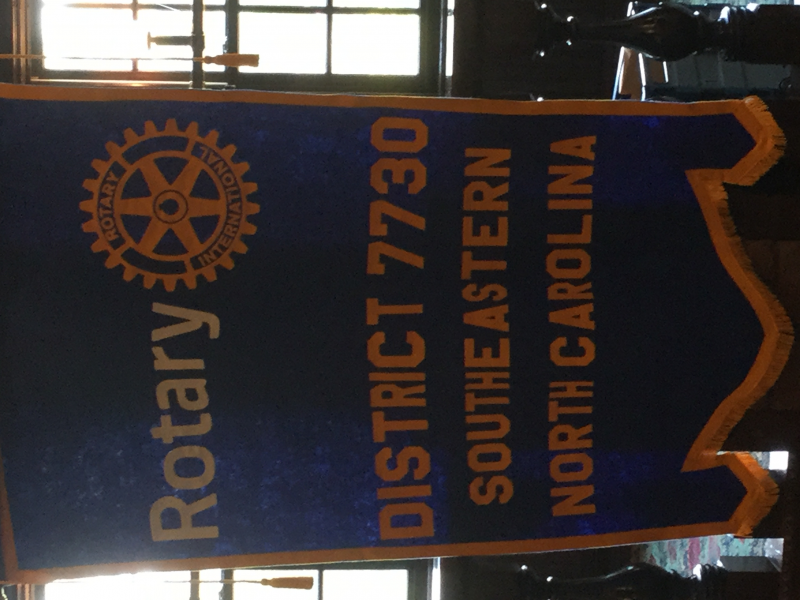 Rotary
ROTARY
INTERNATIONAL
DISTRICT 7730
SOUTHEASTERN
NORTH CAROLINA